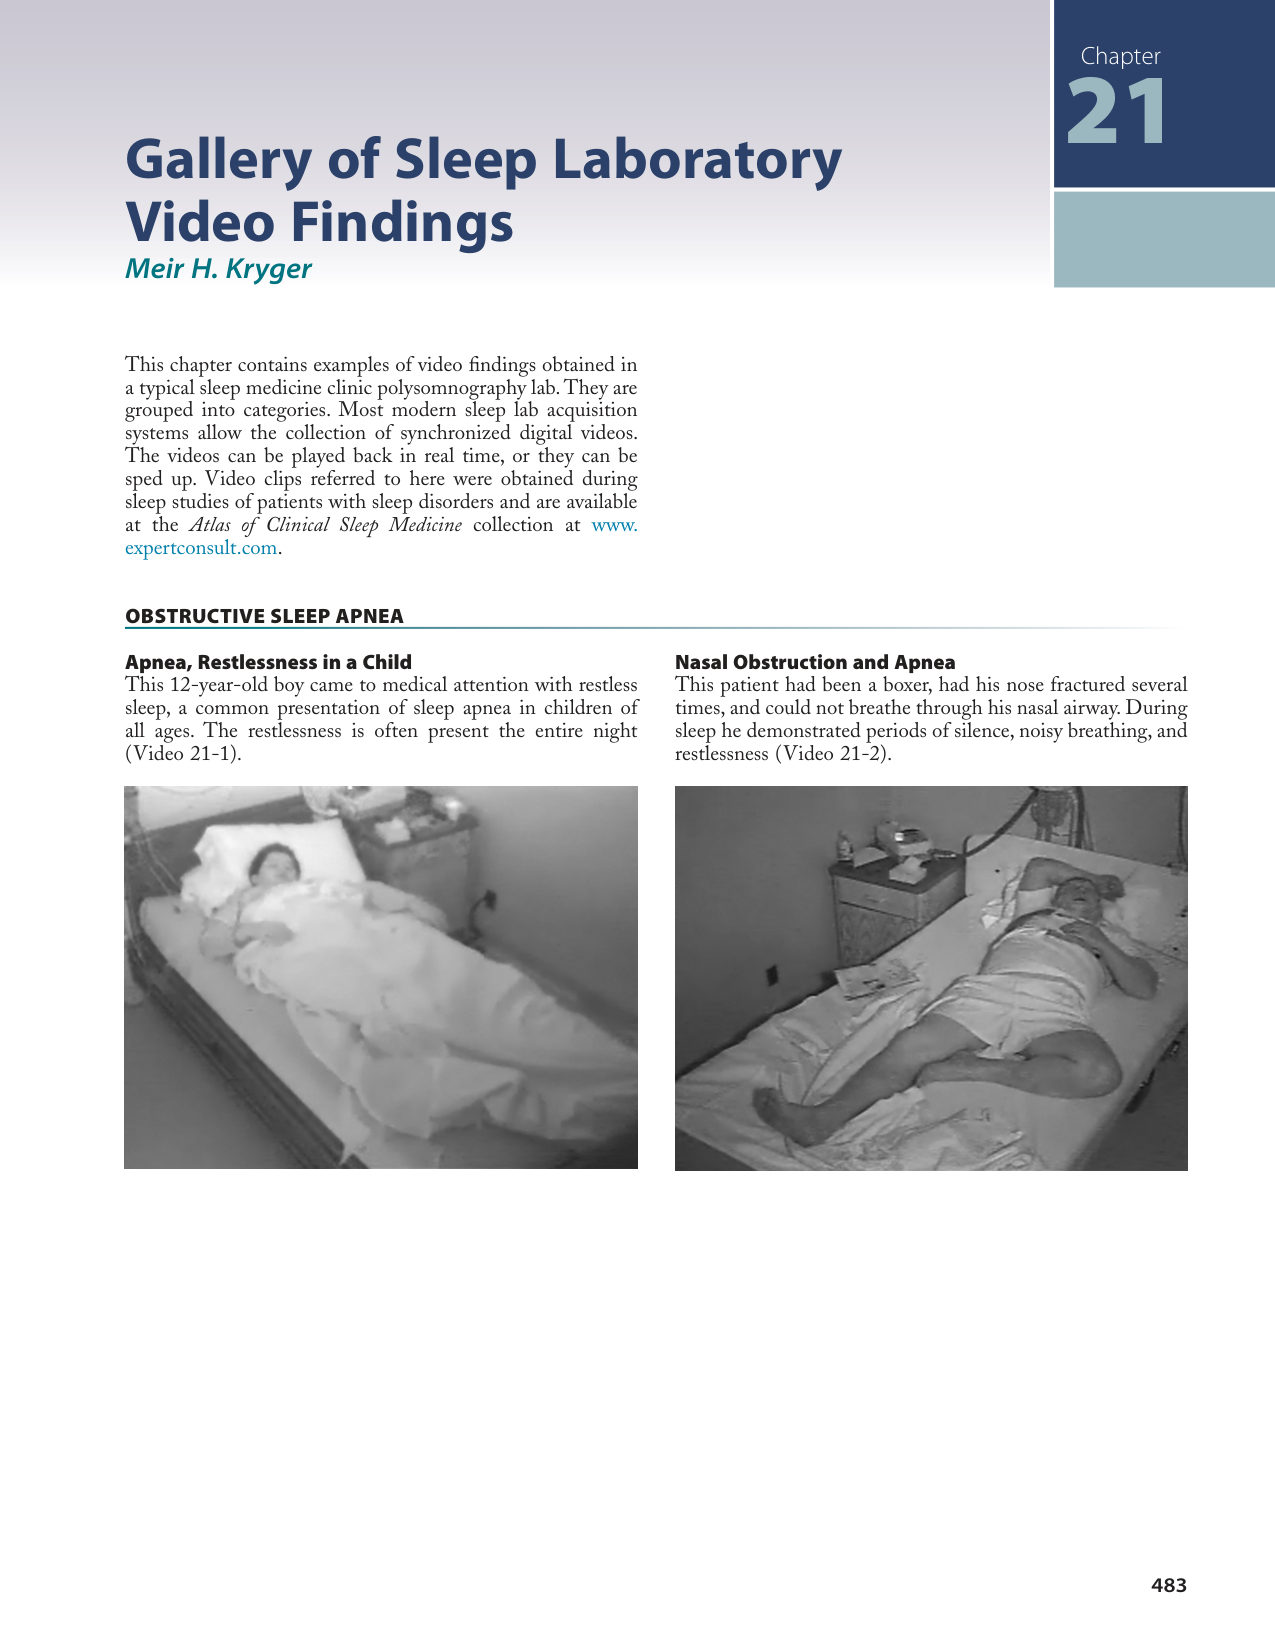 Chapter
21
Gallery of Sleep Laboratory
Video Findings
Meir H. Kryger
This chapter contains examples of video findings obtained in
a typical sleep medicine clinic polysomnography lab. They are
grouped into categories. Most modern sleep lab acquisition
systems allow the collection of synchronized digital videos.
The videos can be played back in real time, or they can be
sped up. Video clips referred to here were obtained during
sleep studies of patients with sleep disorders and are available
at the Atlas of Clinical Sleep Medicine collection at www.
expertconsult.com.
OBSTRUCTIVE SLEEP APNEA
Apnea, Restlessness in a Child
This 12-year-old boy came to medical attention with restless
sleep, a common presentation of sleep apnea in children of
all ages. The restlessness is often present the entire night
(Video 21-1).
Nasal Obstruction and Apnea
This patient had been a boxer, had his nose fractured several
times, and could not breathe through his nasal airway. During
sleep he demonstrated periods of silence, noisy breathing, and
restlessness (Video 21-2).
483